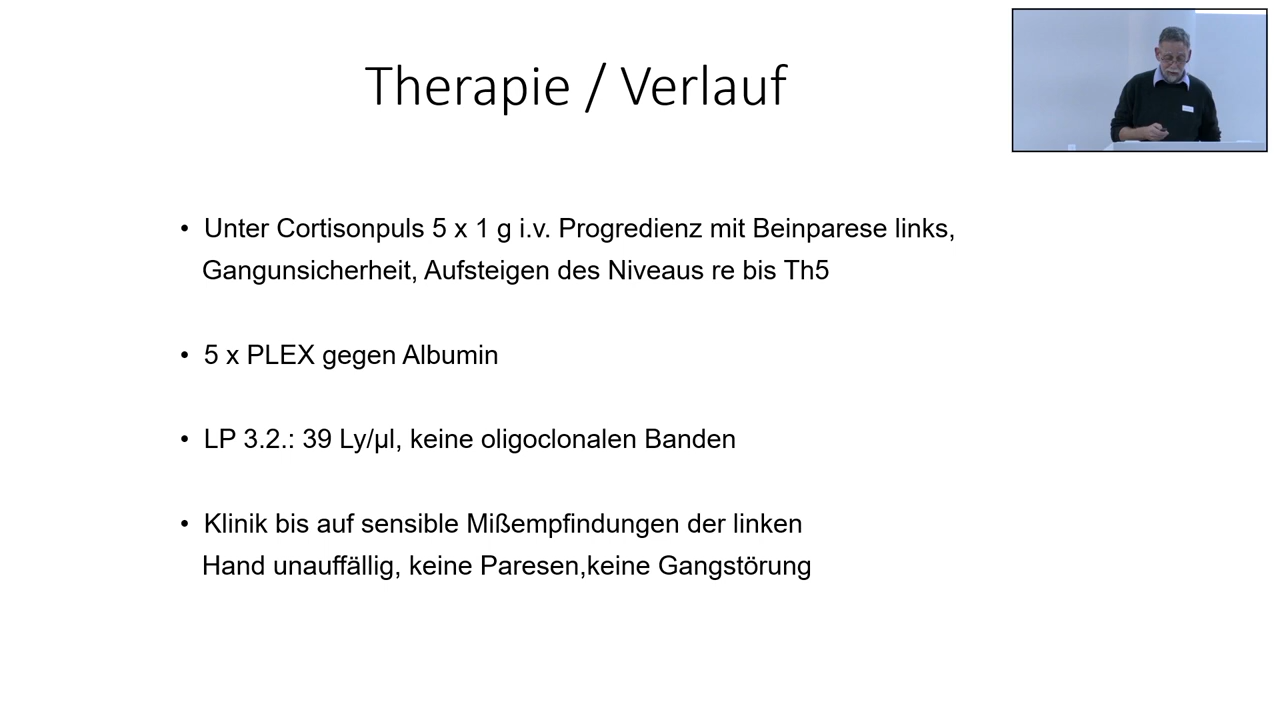 Therapie / Verlauf
• Unter Cortisonpuls 5 x 1 g i.v. Progredienz mit Beinparese links,
Gangunsicherheit, Aufsteigen des Niveaus re bis Th5
• 5 x PLEX gegen Albumin
• LP 3.2.: 39 Ly/µl, keine oligoclonalen Banden
• Klinik bis auf sensible Mißempfindungen der linken
Hand unauffällig, keine Paresen,keine Gangstörung